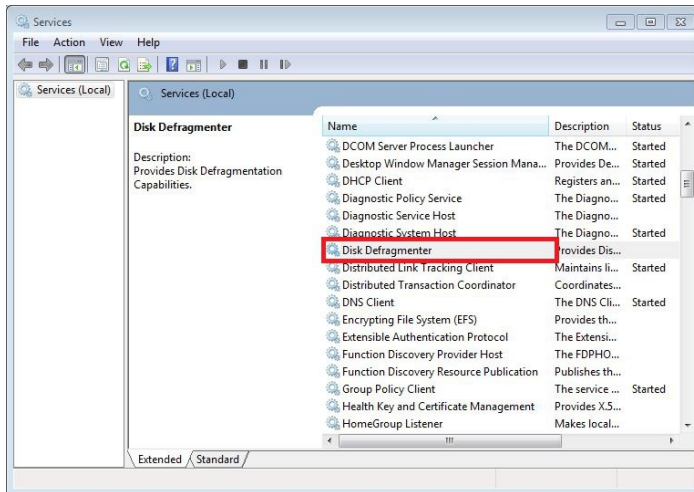 Services
File Action View Help
Services (Local)
Services (Local)
Disk Defragmenter
Description:
Provides Disk Defragmentation
Capabilities.
Name Description Status
DCOM Server Process Launcher The DCOM... Started
Desktop Window Manager Session Mana... Provides De... Started
DHCP Client Registers an... Started
Diagnostic Policy Service The Diagno... Started
Diagnostic Service Host The Diagno...
Diagnostic System Host The Diagno... Started
Disk Defragmenter Provides Dis...
Distributed Link Tracking Client Maintains li... Started
Distributed Transaction Coordinator Coordinates...
DNS Client The DNS Cli... Started
Encrypting File System (EFS) Provides th...
Extensible Authentication Protocol The Extensi...
Function Discovery Provider Host The FDPHO...
Function Discovery Resource Publication Publishes th...
Group Policy Client The service ... Started
Health Key and Certificate Management Provides X.5...
HomeGroup Listener Makes local...
Extended Standard